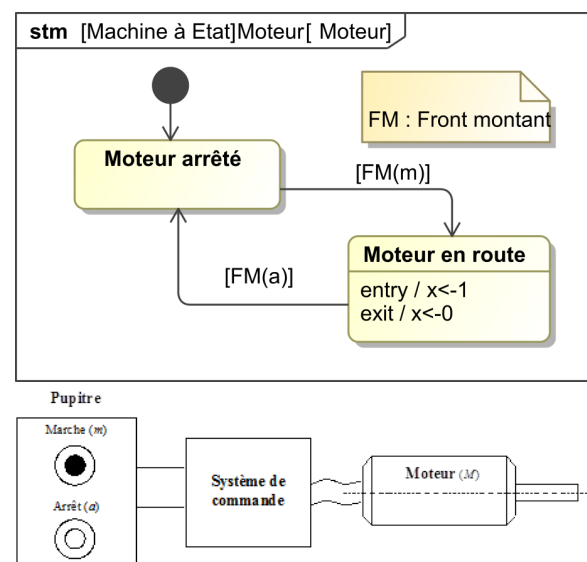 stm [Machine à Etat]Moteur[ Moteur]
FM : Front montant
Moteur arrêté
[FM(m)]
Moteur en route
entry / x<-1
exit / x<-0
[FM(a)]
Pupitre
Marche (m)
Système de
commande
Moteur (M)
Arrêt (a)